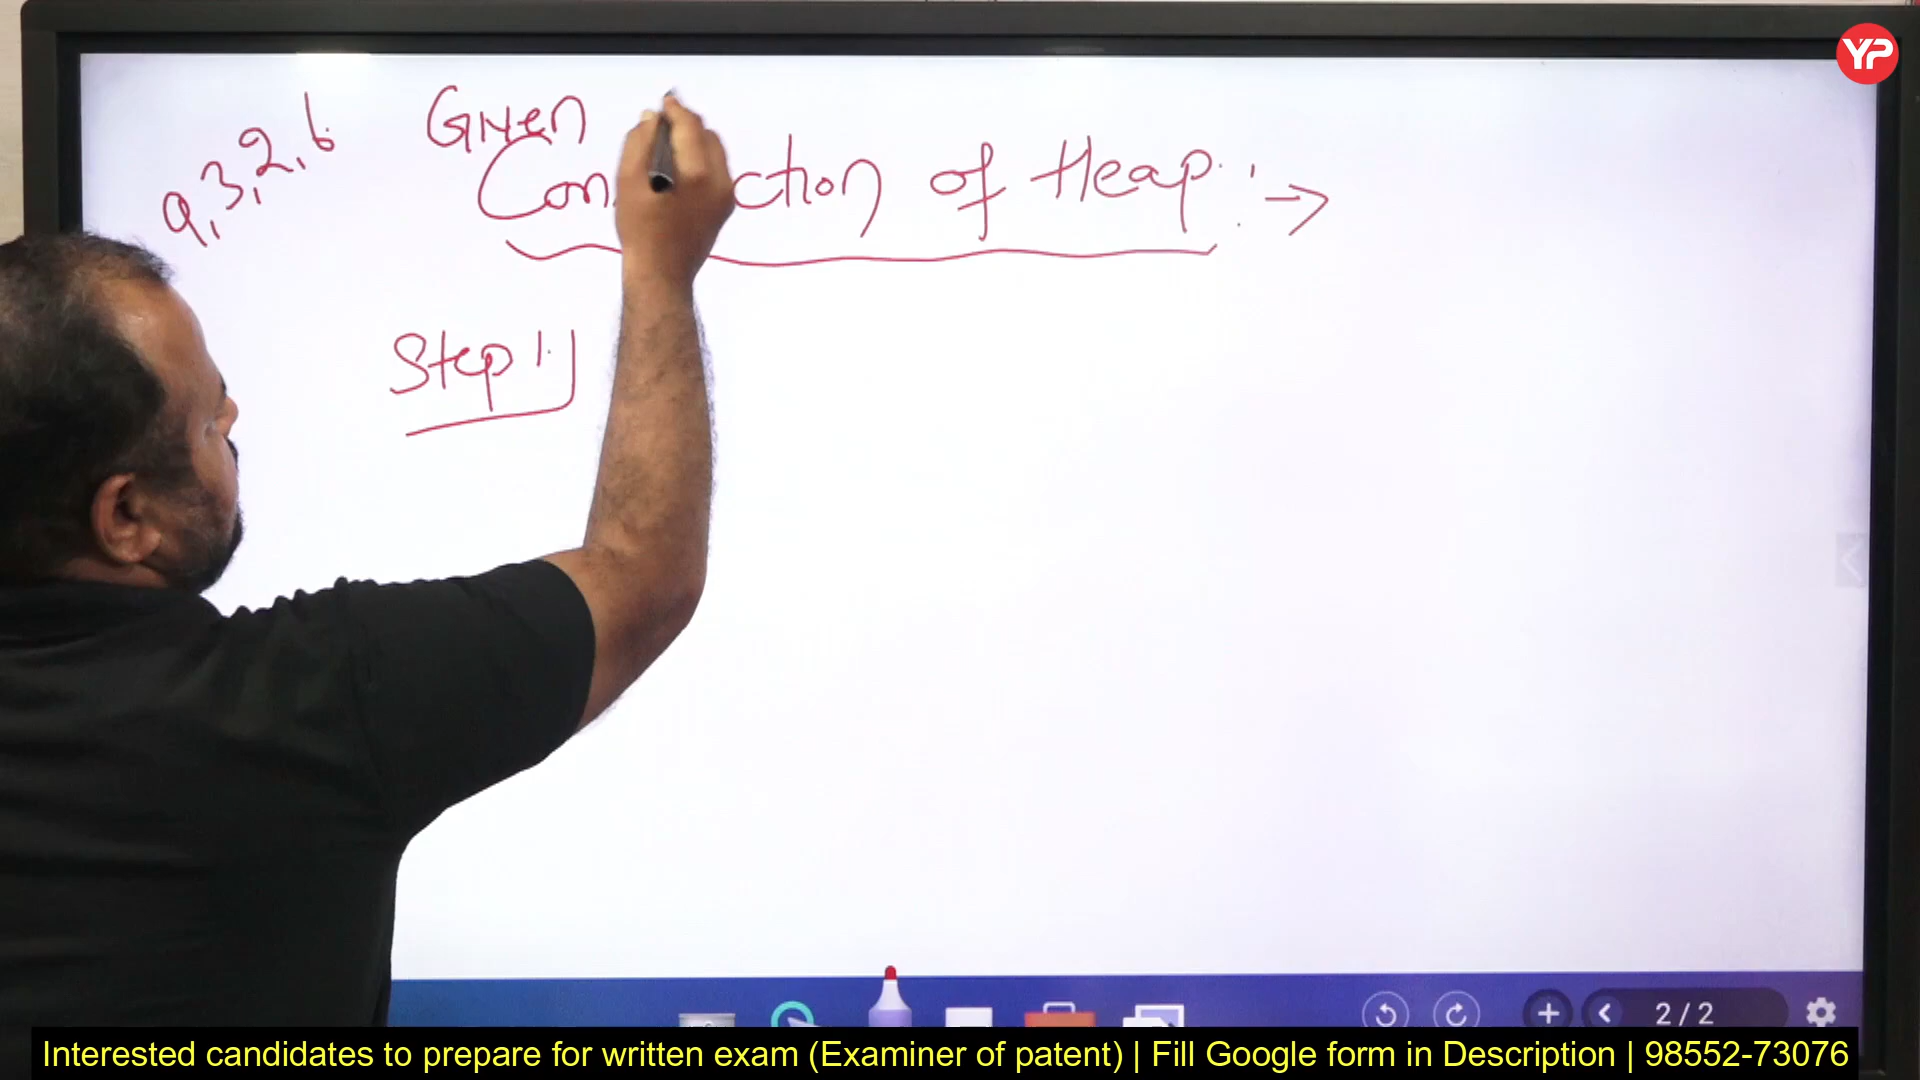 YP
9, 3, 2, 6
Given
Con ction of Heap : →
Step 1
2 / 2
Interested candidates to prepare for written exam (Examiner of patent) | Fill Google form in Description | 98552-73076